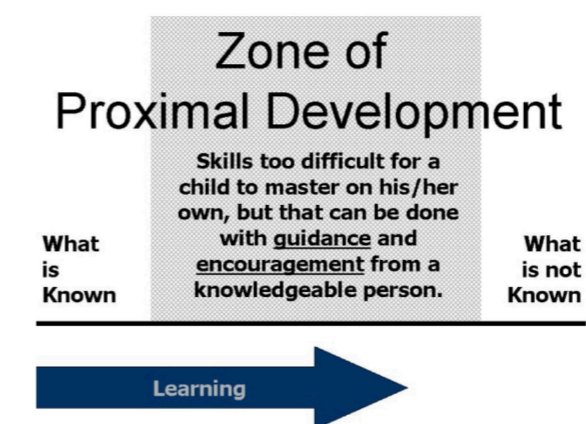 Zone of
Proximal Development
Skills too difficult for a
child to master on his/her
own, but that can be done
with guidance and
encouragement from a
knowledgeable person.
What
is
Known
What
is not
Known
Learning